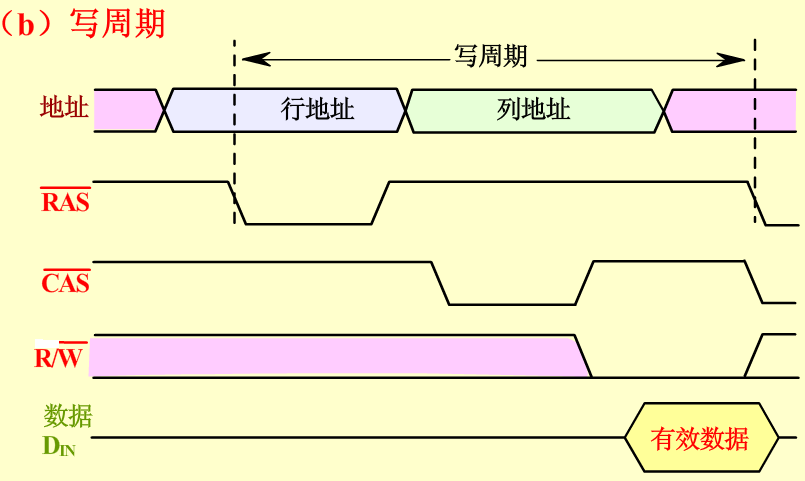 （b）写周期
写周期
地址 行地址 列地址
RAS
CAS
R/W
数据
DIN 有效数据